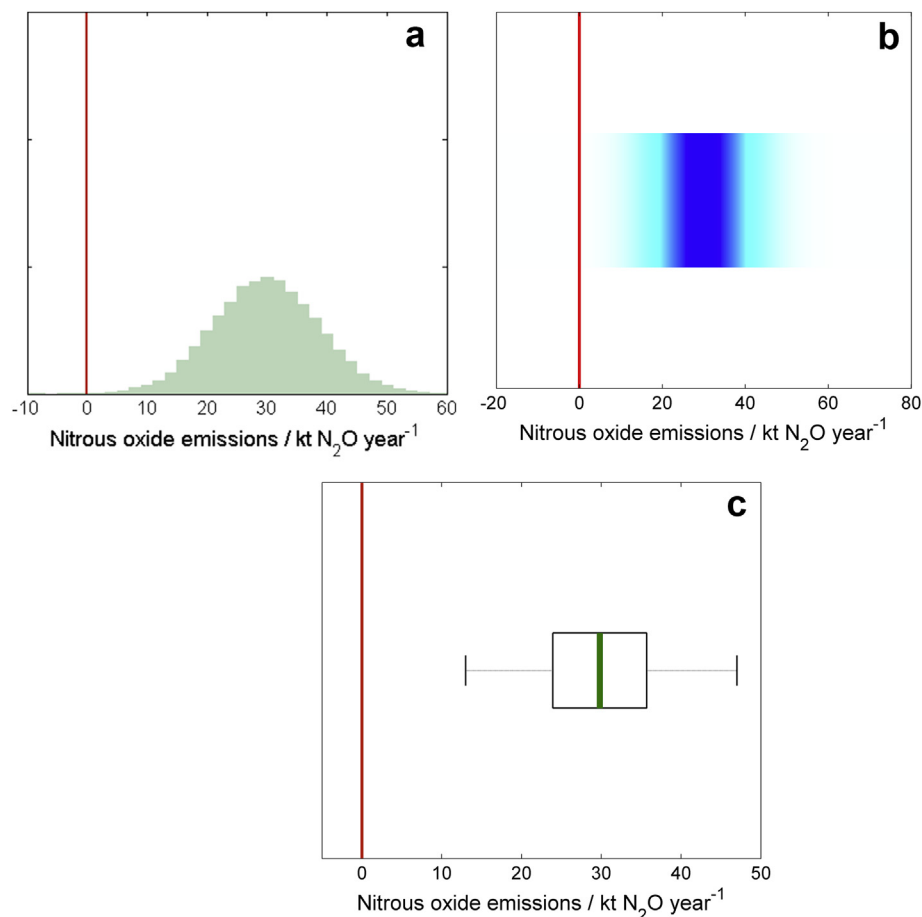 a
-10 0 10 20 30 40 50 60
Nitrous oxide emissions / kt N₂O year⁻¹
b
-20 0 20 40 60 80
Nitrous oxide emissions / kt N₂O year⁻¹
c
0 10 20 30 40 50
Nitrous oxide emissions / kt N₂O year⁻¹